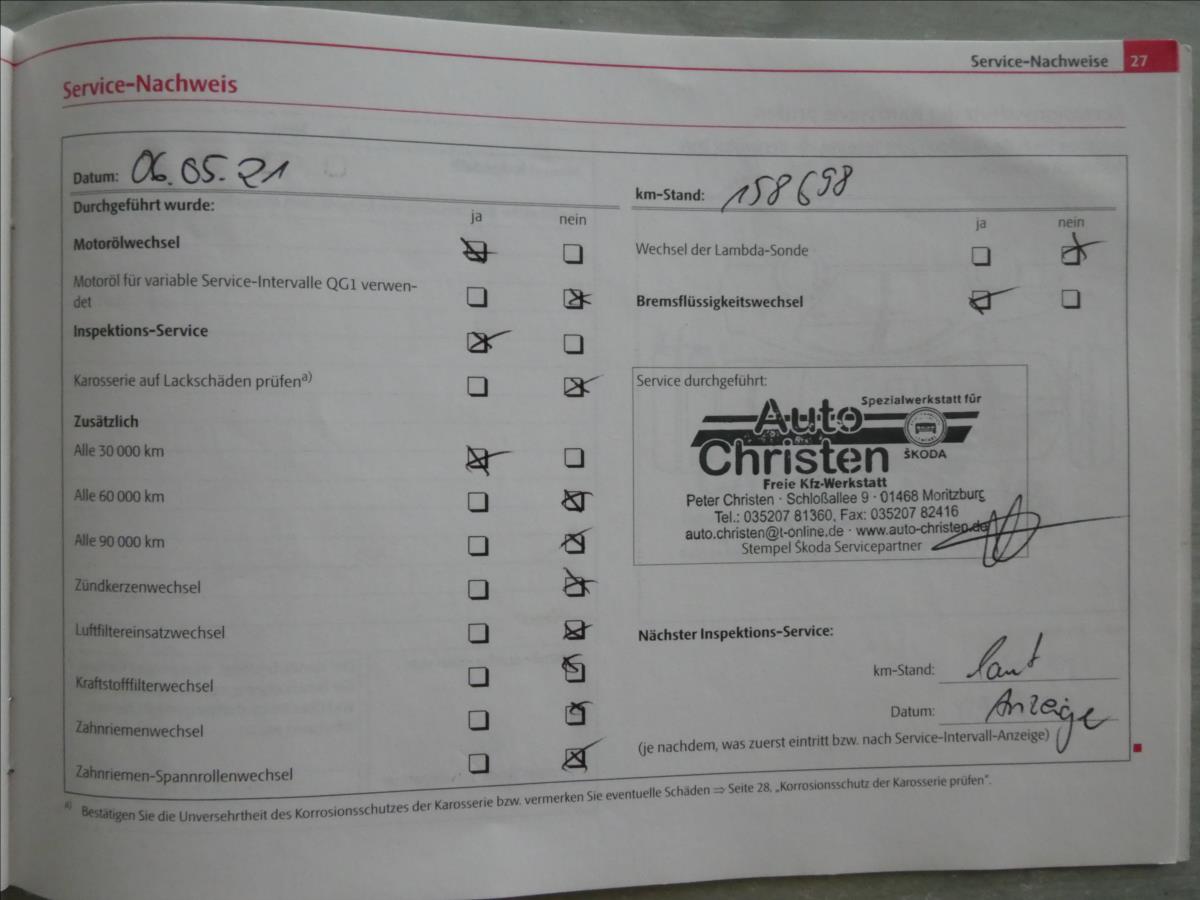 Service-Nachweise 27
Service-Nachweis
Datum: 06.05.21
km-Stand: 158698
Durchgeführt wurde:
ja nein
ja nein
Motorölwechsel
Wechsel der Lambda-Sonde
Motoröl für variable Service-Intervalle QG1 verwen-
det
Bremsflüssigkeitswechsel
Inspektions-Service
Karosserie auf Lackschäden prüfena)
Zusätzlich
Alle 30 000 km
Alle 60 000 km
Alle 90 000 km
Zündkerzenwechsel
Luftfiltereinsatzwechsel
Kraftstofffilterwechsel
Zahnriemenwechsel
Zahnriemen-Spannrollenwechsel
Service durchgeführt:
Spezialwerkstatt für
Auto
Christen ŠKODA
Freie Kfz-Werkstatt
Peter Christen · Schloßallee 9 · 01468 Moritzburg
Tel.: 035207 81360, Fax: 035207 82416
auto.christen@t-online.de · www.auto-christen.de
Stempel Škoda Servicepartner
Nächster Inspektions-Service:
km-Stand: laut
Datum: Anzeige
(je nachdem, was zuerst eintritt bzw. nach Service-Intervall-Anzeige)
a) Bestätigen Sie die Unversehrtheit des Korrosionsschutzes der Karosserie bzw. vermerken Sie eventuelle Schäden ⇒ Seite 28, „Korrosionsschutz der Karosserie prüfen“.